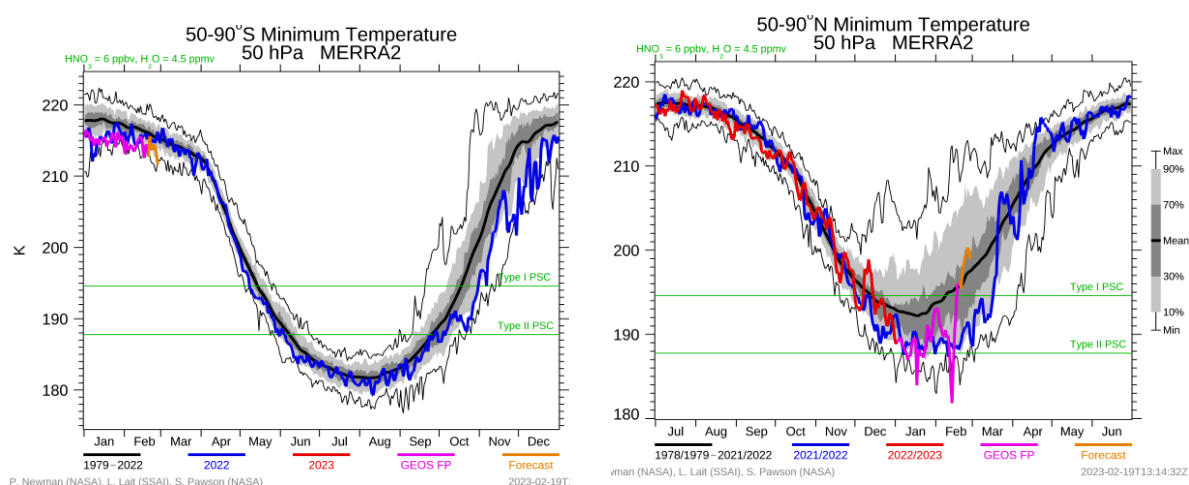 50-90°S Minimum Temperature
50 hPa MERRA2
HNO3 = 6 ppbv, H2O = 4.5 ppmv
220
210
200
190
180
K
Type I PSC
Type II PSC
Jan Feb Mar Apr May Jun Jul Aug Sep Oct Nov Dec
1979-2022 2022 2023 GEOS FP Forecast
P. Newman (NASA), L. Lait (SSAI), S. Pawson (NASA) 2023-02-19T
50-90°N Minimum Temperature
50 hPa MERRA2
HNO3 = 6 ppbv, H2O = 4.5 ppmv
220
210
200
190
180
Type I PSC
Type II PSC
Jul Aug Sep Oct Nov Dec Jan Feb Mar Apr May Jun
1978/1979-2021/2022 2021/2022 2022/2023 GEOS FP Forecast
man (NASA), L. Lait (SSAI), S. Pawson (NASA) 2023-02-19T13:14:32Z
Max
90%
70%
Mean
30%
10%
Min